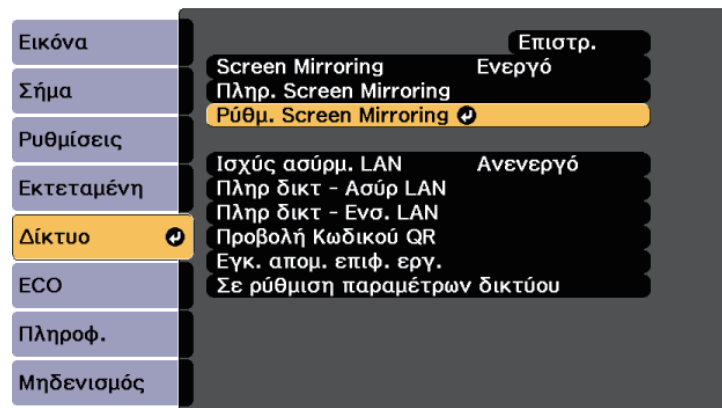 Εικόνα
Σήμα
Ρυθμίσεις
Εκτεταμένη
Δίκτυο
ECO
Πληροφ.
Μηδενισμός
Επιστρ.
Screen Mirroring Ενεργό
Πληρ. Screen Mirroring
Ρύθμ. Screen Mirroring
Ισχύς ασύρμ. LAN Ανενεργό
Πληρ δικτ - Ασύρ LAN
Πληρ δικτ - Ενσ. LAN
Προβολή Κωδικού QR
Εγκ. απομ. επιφ. εργ.
Σε ρύθμιση παραμέτρων δικτύου